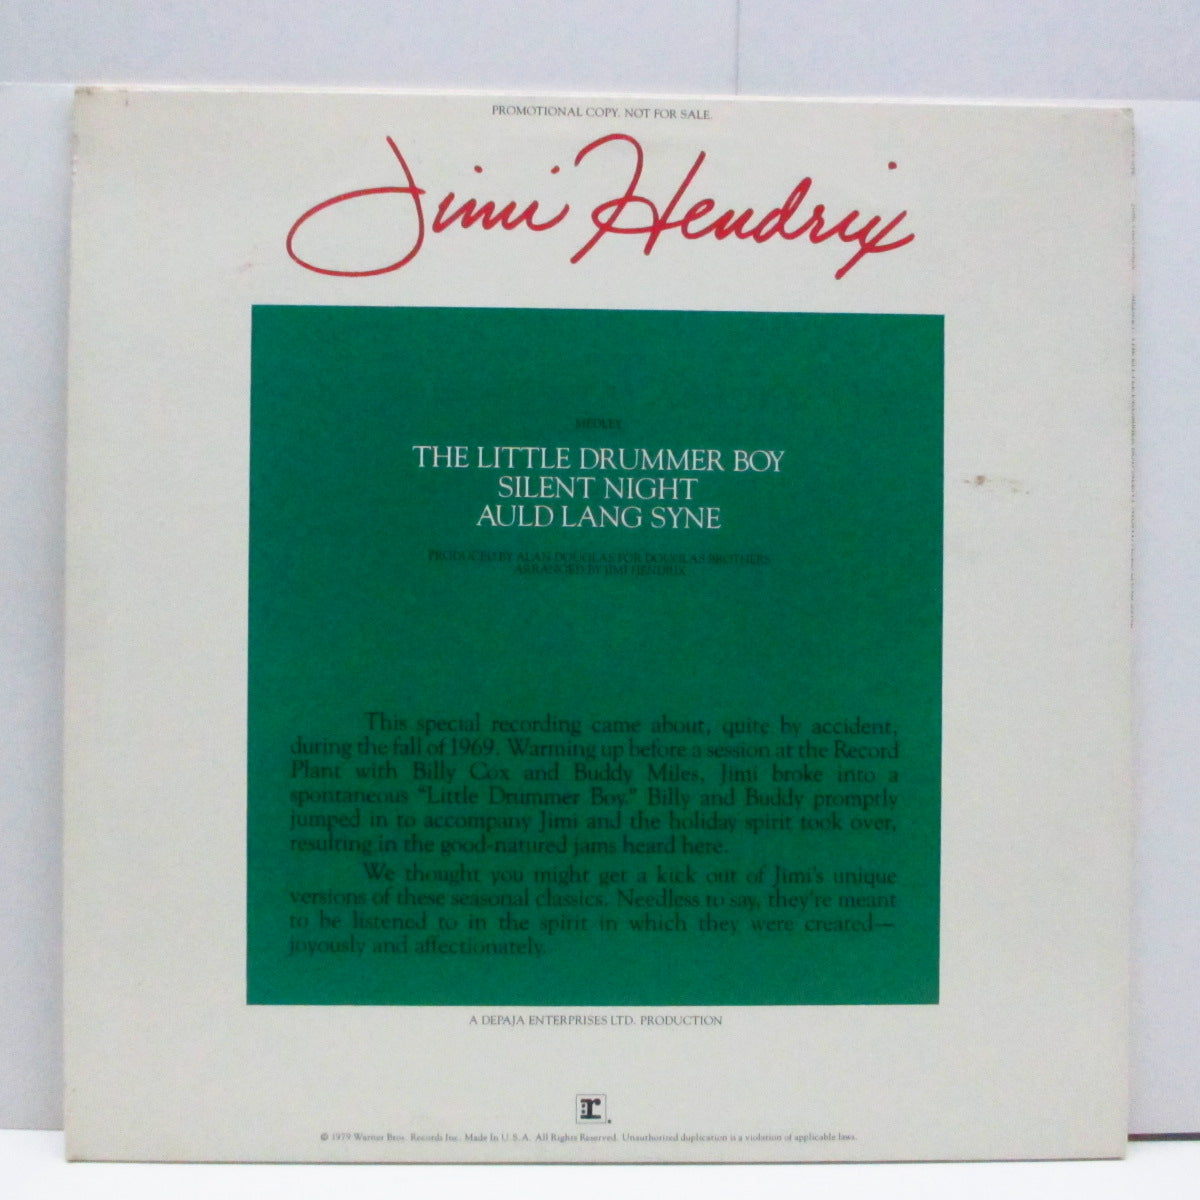 PROMOTIONAL COPY. NOT FOR SALE.
Jimi Hendrix
MEDLEY
THE LITTLE DRUMMER BOY
SILENT NIGHT
AULD LANG SYNE
PRODUCED BY ALAN DOUGLAS FOR DOUGLAS BROTHERS
ARRANGED BY JIMI HENDRIX
This special recording came about, quite by accident,
during the fall of 1969. Warming up before a session at the Record
Plant with Billy Cox and Buddy Miles, Jimi broke into a
spontaneous “Little Drummer Boy.” Billy and Buddy promptly
jumped in to accompany Jimi and the holiday spirit took over,
resulting in the good-natured jams heard here.
We thought you might get a kick out of Jimi's unique
versions of these seasonal classics. Needless to say, they're meant
to be listened to in the spirit in which they were created—
joyously and affectionately.
A DEPAJA ENTERPRISES LTD. PRODUCTION
:r
© 1979 Warner Bros. Records Inc. Made In U.S.A. All Rights Reserved. Unauthorized duplication is a violation of applicable laws.